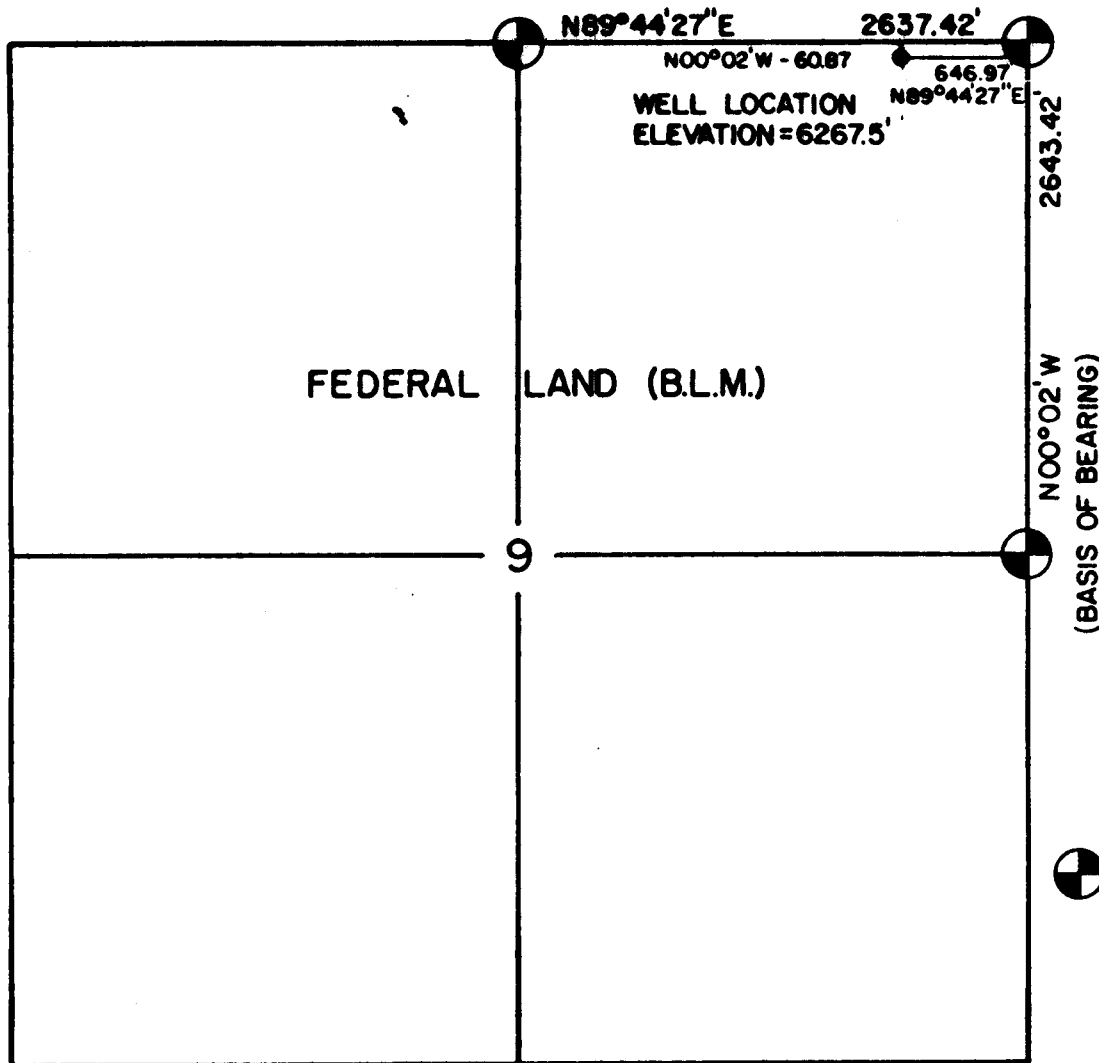 N89°44'27"E 2637.42'
N00°02'W - 60.87
646.97'
N89°44'27"E
WELL LOCATION
ELEVATION=6267.5'
2643.42'
FEDERAL LAND (B.L.M.)
N00°02'W
(BASIS OF BEARING)
9